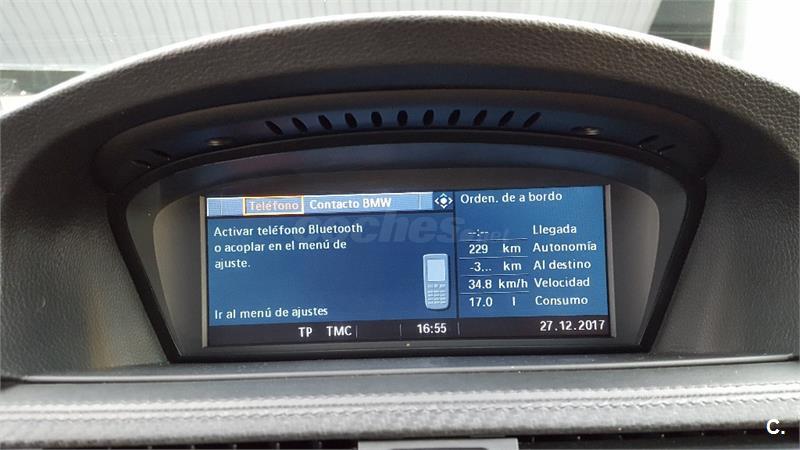 Teléfono Contacto BMW
Activar teléfono Bluetooth
o acoplar en el menú de
ajuste.
Ir al menú de ajustes
TP TMC 16:55
Orden. de a bordo
--:-- Llegada
229 km Autonomía
-3... km Al destino
34.8 km/h Velocidad
17.0 l Consumo
27.12.2017
coches.net
C.